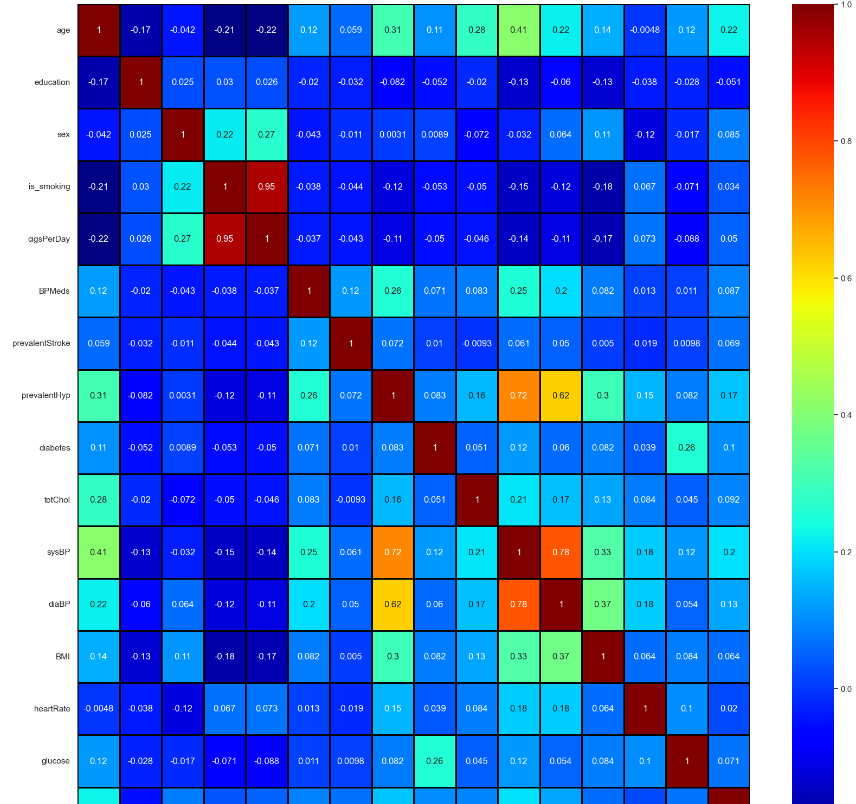 age 1 -0.17 -0.042 -0.21 -0.22 0.12 0.059 0.31 0.11 0.28 0.41 0.22 0.14 -0.0048 0.12 0.22
education -0.17 1 0.025 0.03 0.026 -0.02 -0.032 -0.082 -0.052 -0.02 -0.13 -0.06 -0.13 -0.038 -0.028 -0.051
sex -0.042 0.025 1 0.22 0.27 -0.043 -0.011 0.0031 0.0089 -0.072 -0.032 0.064 0.11 -0.12 -0.017 0.085
is_smoking -0.21 0.03 0.22 1 0.95 -0.038 -0.044 -0.12 -0.053 -0.05 -0.15 -0.12 -0.18 0.067 -0.071 0.034
cigsPerDay -0.22 0.026 0.27 0.95 1 -0.037 -0.043 -0.11 -0.05 -0.046 -0.14 -0.11 -0.17 0.073 -0.088 0.05
BPMeds 0.12 -0.02 -0.043 -0.038 -0.037 1 0.12 0.26 0.071 0.083 0.25 0.2 0.082 0.013 0.011 0.087
prevalentStroke 0.059 -0.032 -0.011 -0.044 -0.043 0.12 1 0.072 0.01 -0.0093 0.061 0.05 0.005 -0.019 0.0098 0.069
prevalentHyp 0.31 -0.082 0.0031 -0.12 -0.11 0.26 0.072 1 0.083 0.16 0.72 0.62 0.3 0.15 0.082 0.17
diabetes 0.11 -0.052 0.0089 -0.053 -0.05 0.071 0.01 0.083 1 0.051 0.12 0.06 0.082 0.039 0.26 0.1
totChol 0.28 -0.02 -0.072 -0.05 -0.046 0.083 -0.0093 0.16 0.051 1 0.21 0.17 0.13 0.084 0.045 0.092
sysBP 0.41 -0.13 -0.032 -0.15 -0.14 0.25 0.061 0.72 0.12 0.21 1 0.78 0.33 0.18 0.12 0.2
diaBP 0.22 -0.06 0.064 -0.12 -0.11 0.2 0.05 0.62 0.06 0.17 0.78 1 0.37 0.18 0.054 0.13
BMI 0.14 -0.13 0.11 -0.18 -0.17 0.082 0.005 0.3 0.082 0.13 0.33 0.37 1 0.064 0.084 0.064
heartRate -0.0048 -0.038 -0.12 0.067 0.073 0.013 -0.019 0.15 0.039 0.084 0.18 0.18 0.064 1 0.1 0.02
glucose 0.12 -0.028 -0.017 -0.071 -0.088 0.011 0.0098 0.082 0.26 0.045 0.12 0.054 0.084 0.1 1 0.071
1.0
0.8
0.6
0.4
0.2
0.0